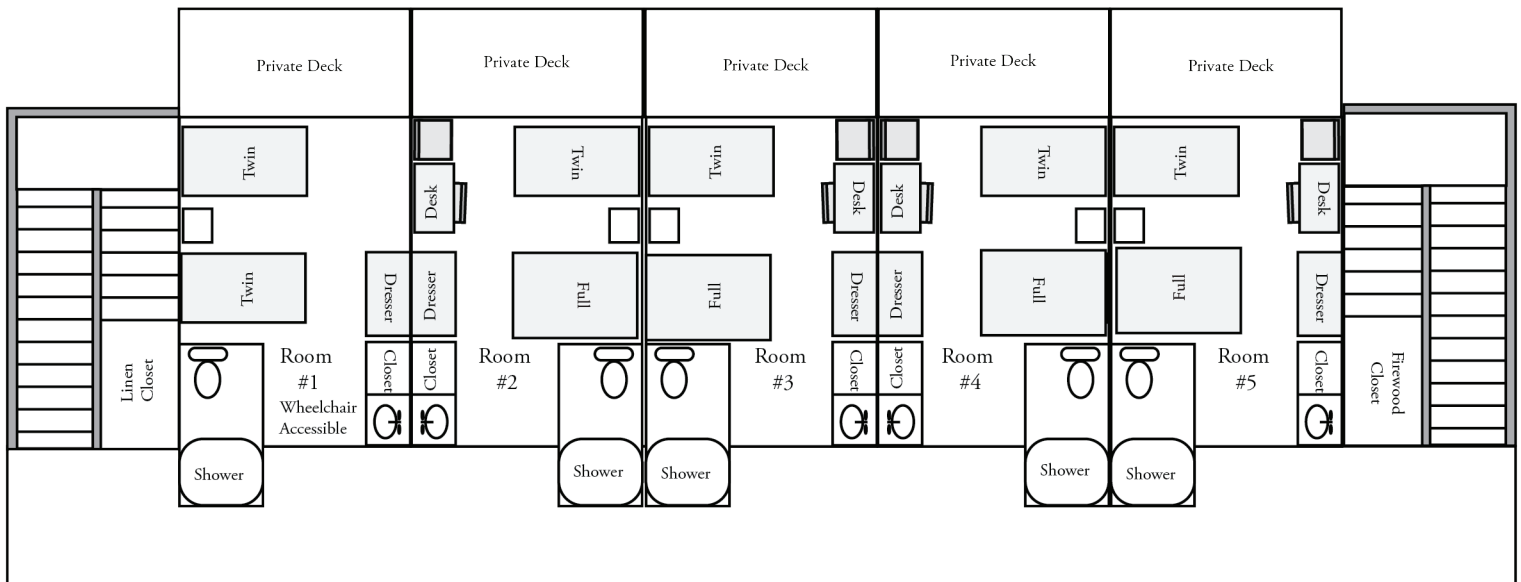 Private Deck
Private Deck
Private Deck
Private Deck
Private Deck
Twin
Twin
Twin
Twin
Twin
Desk
Desk
Desk
Desk
Twin
Dresser
Dresser
Full
Full
Dresser
Dresser
Full
Full
Dresser
Linen
Closet
Room
#1
Wheelchair
Accessible
Closet
Closet
Room
#2
Room
#3
Closet
Closet
Room
#4
Room
#5
Closet
Firewood
Closet
Shower
Shower
Shower
Shower
Shower